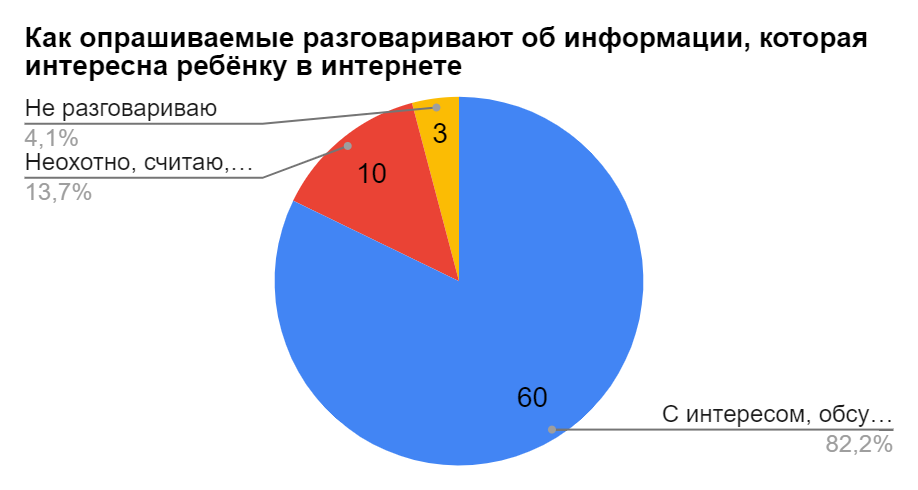 Как опрашиваемые разговаривают об информации, которая
интересна ребёнку в интернете
Не разговариваю
4,1%
Неохотно, считаю,…
13,7%
3
10
60
С интересом, обсу…
82,2%